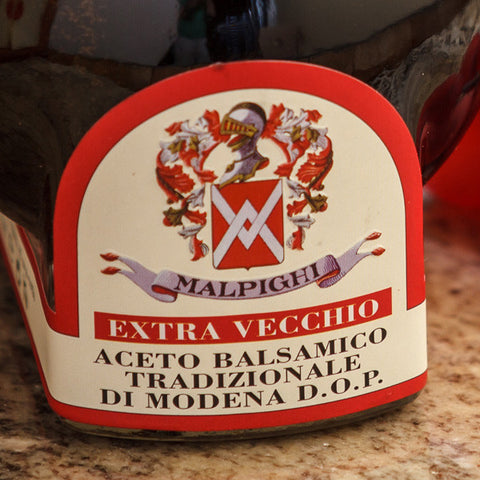 MALPIGHI
EXTRA VECCHIO
ACETO BALSAMICO
TRADIZIONALE
DI MODENA D.O.P.